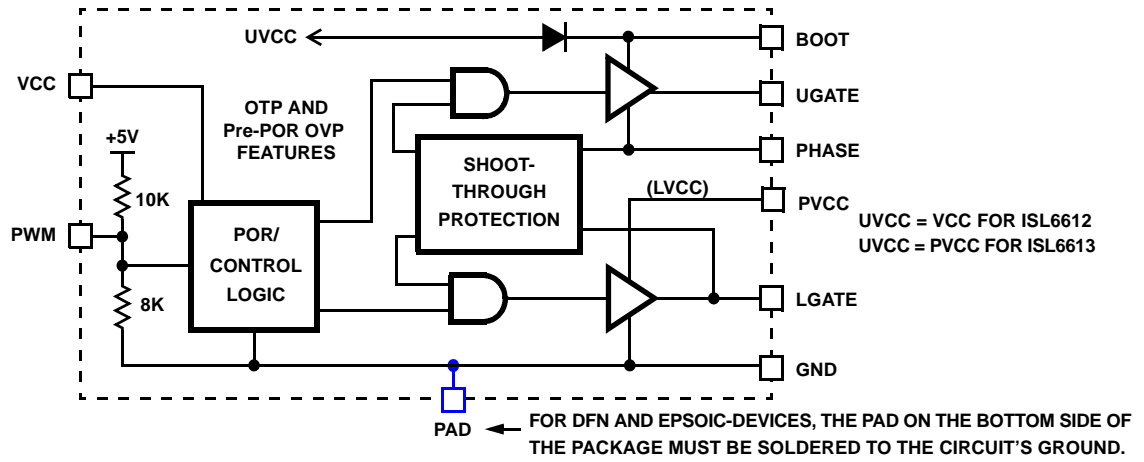 UVCC
BOOT
VCC
OTP AND
Pre-POR OVP
FEATURES
UGATE
+5V
10K
SHOOT-
THROUGH
PROTECTION
PHASE
(LVCC)
PVCC
UVCC = VCC FOR ISL6612
UVCC = PVCC FOR ISL6613
PWM
POR/
CONTROL
LOGIC
8K
LGATE
GND
PAD
FOR DFN AND EPSOIC-DEVICES, THE PAD ON THE BOTTOM SIDE OF
THE PACKAGE MUST BE SOLDERED TO THE CIRCUIT'S GROUND.